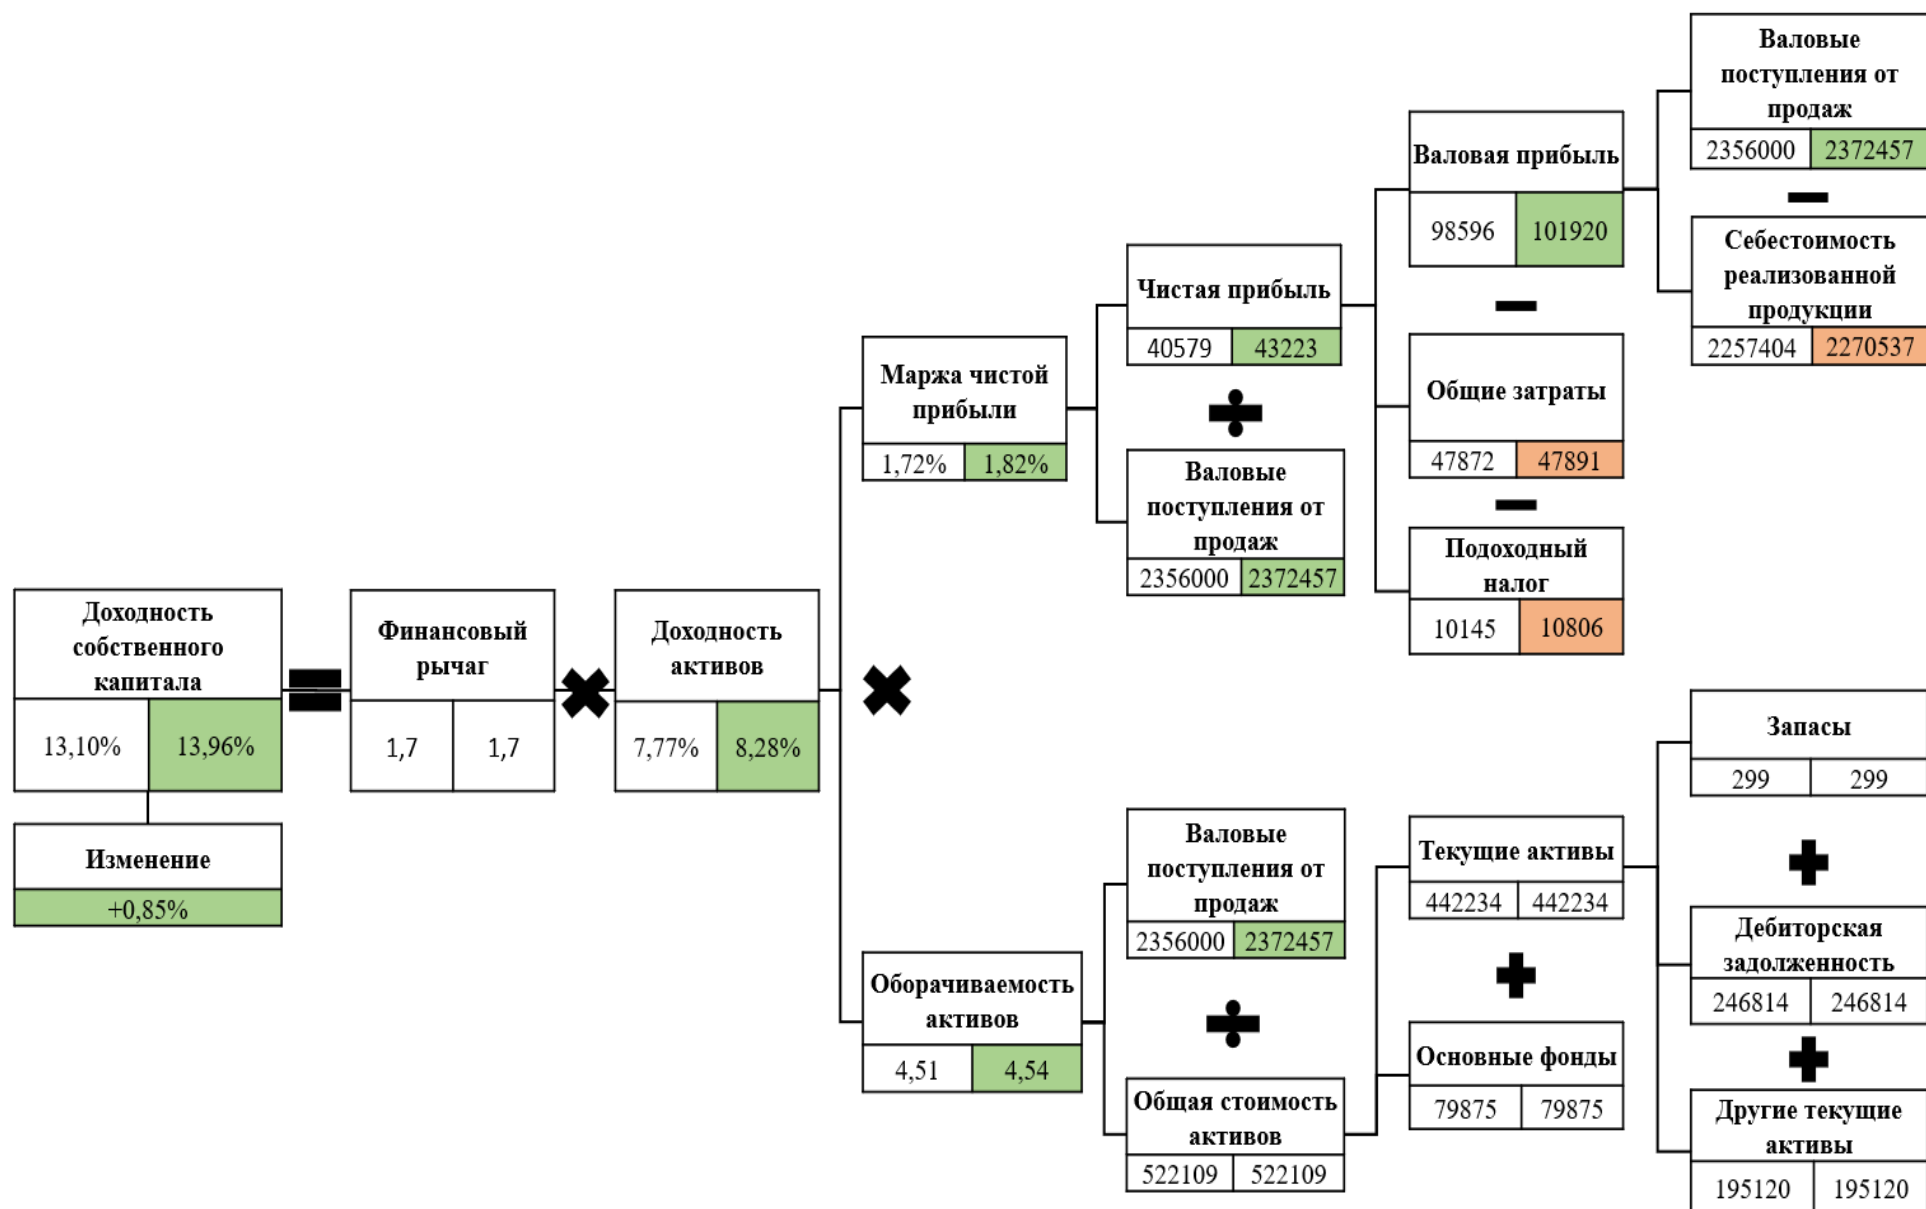 Валовые
поступления от
продаж
2356000 2372457
Валовая прибыль
98596 101920
Себестоимость
реализованной
продукции
2257404 2270537
Чистая прибыль
40579 43223
Маржа чистой
прибыли
1,72% 1,82%
Общие затраты
47872 47891
Валовые
поступления от
продаж
2356000 2372457
Подоходный
налог
10145 10806
Доходность
собственного
капитала
13,10% 13,96%
Финансовый
рычаг
1,7 1,7
Доходность
активов
7,77% 8,28%
Изменение
+0,85%
Запасы
299 299
Валовые
поступления от
продаж
2356000 2372457
Текущие активы
442234 442234
Дебиторская
задолженность
246814 246814
Оборачиваемость
активов
4,51 4,54
Основные фонды
79875 79875
Общая стоимость
активов
522109 522109
Другие текущие
активы
195120 195120